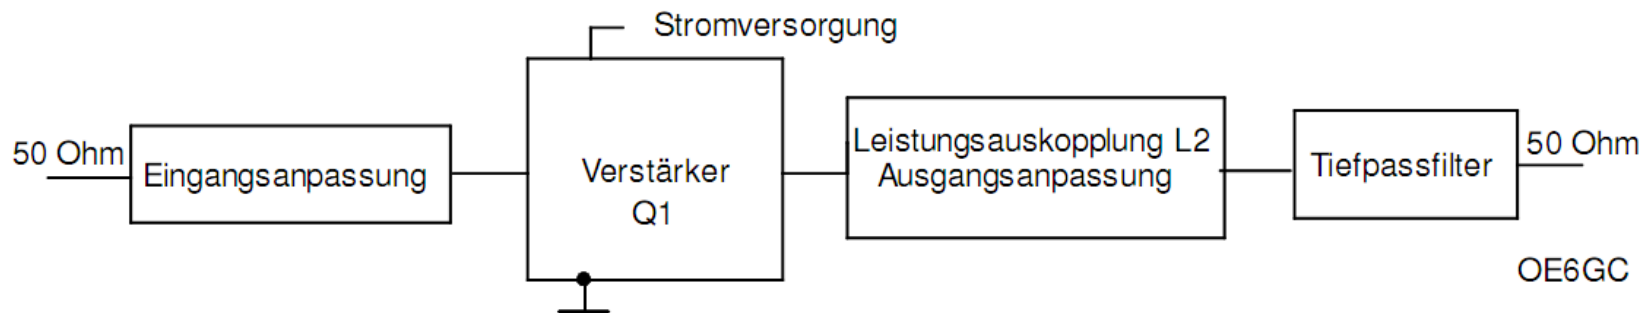 Stromversorgung
50 Ohm
Eingangsanpassung
Verstärker
Q1
Leistungsauskopplung L2
Ausgangsanpassung
Tiefpassfilter
50 Ohm
OE6GC